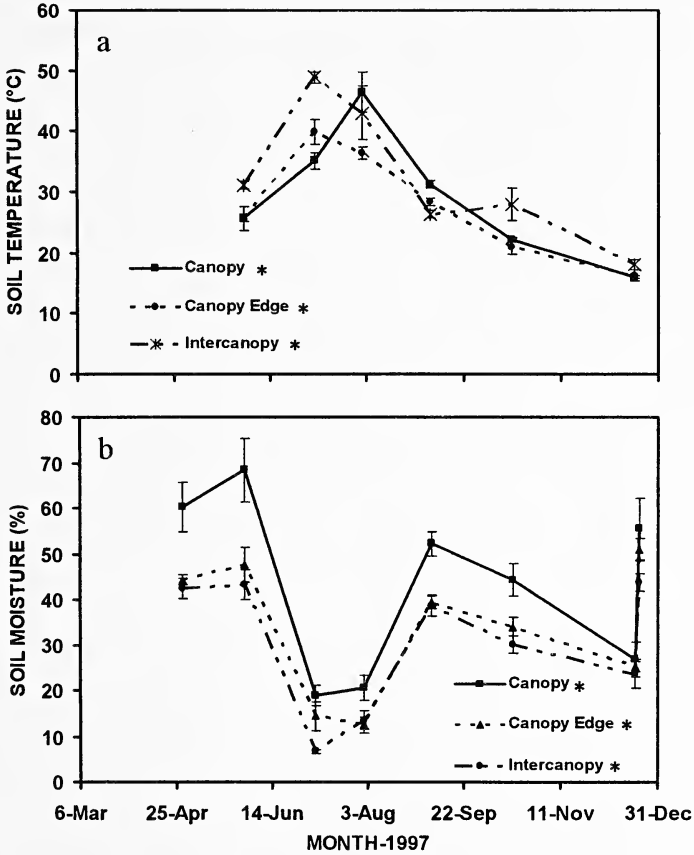 60
a
50
40
30
20
10
0
SOIL TEMPERATURE (°C)
Canopy *
Canopy Edge *
Intercanopy *
80
b
70
60
50
40
30
20
10
0
SOIL MOISTURE (%)
Canopy *
Canopy Edge *
Intercanopy *
6-Mar 25-Apr 14-Jun 3-Aug 22-Sep 11-Nov 31-Dec
MONTH-1997